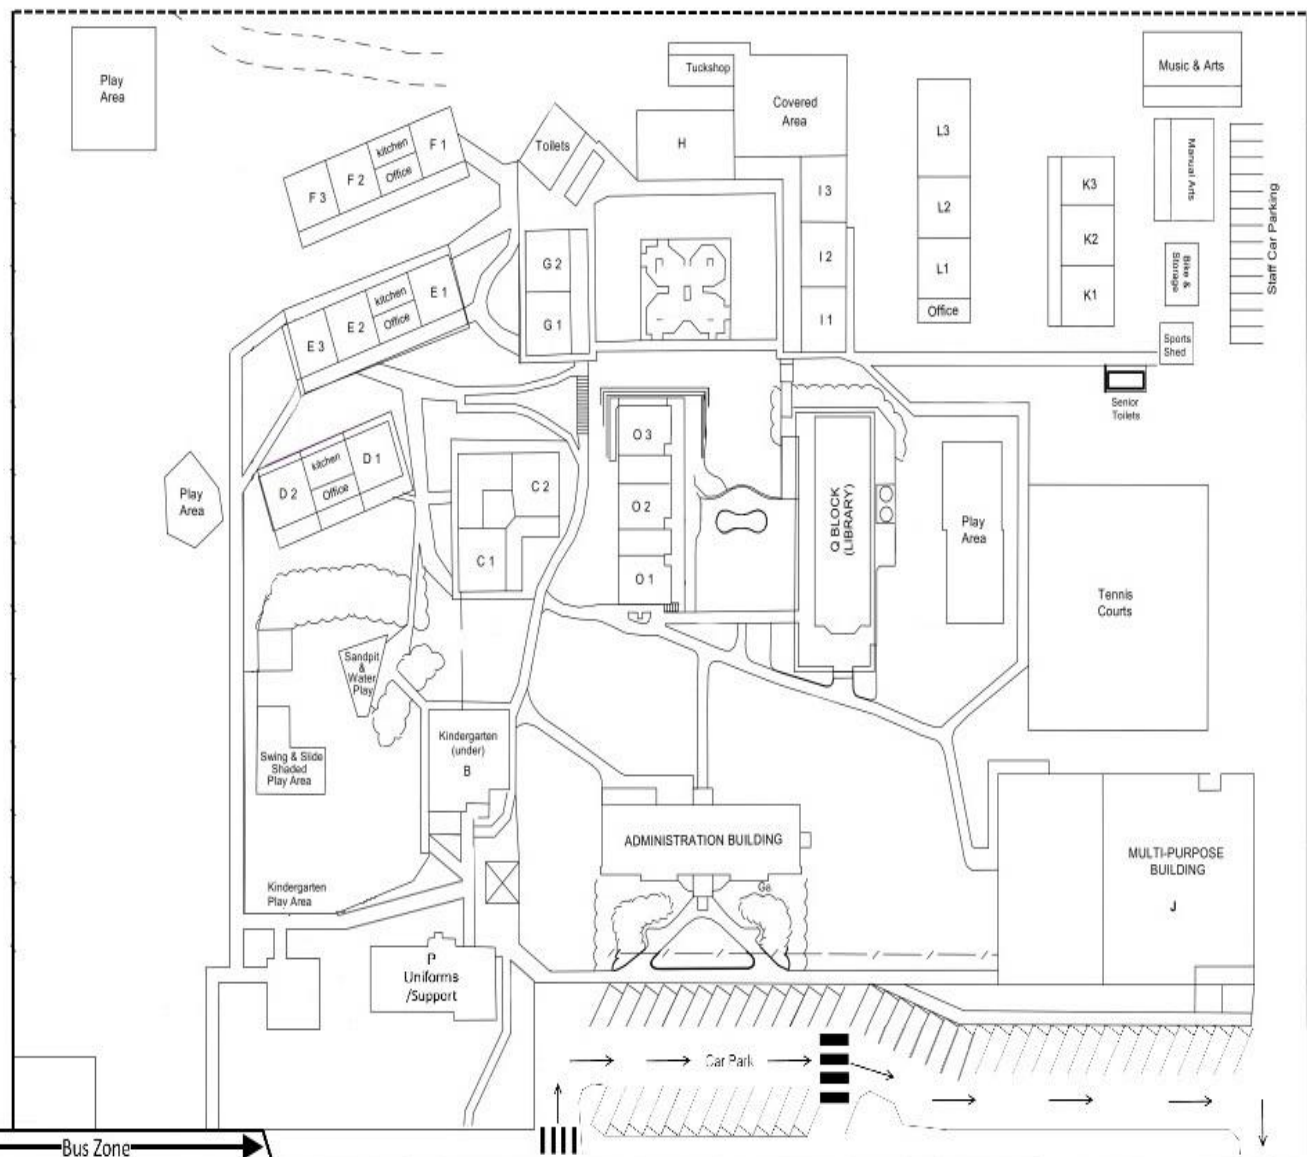 Play
Area
Tuckshop
Covered
Area
Music & Arts
F 3
F 2
kitchen
Office
F 1
Toilets
H
L3
L2
L1
Office
K3
K2
K1
Manual Arts
Staff Car Parking
Bike &
Storage
Sports
Shed
Senior
Toilets
I 3
I 2
I 1
G 2
G 1
E 3
E 2
kitchen
Office
E 1
D 2
kitchen
Office
D 1
Play
Area
C 2
C 1
O 3
O 2
O 1
Q BLOCK
(LIBRARY)
Play
Area
Tennis
Courts
Sandpit
&
Water
Play
Swing & Slide
Shaded
Play Area
Kindergarten
(under)
B
Kindergarten
Play Area
ADMINISTRATION BUILDING
MULTI-PURPOSE
BUILDING
J
P
Uniforms
/Support
Car Park
Bus Zone